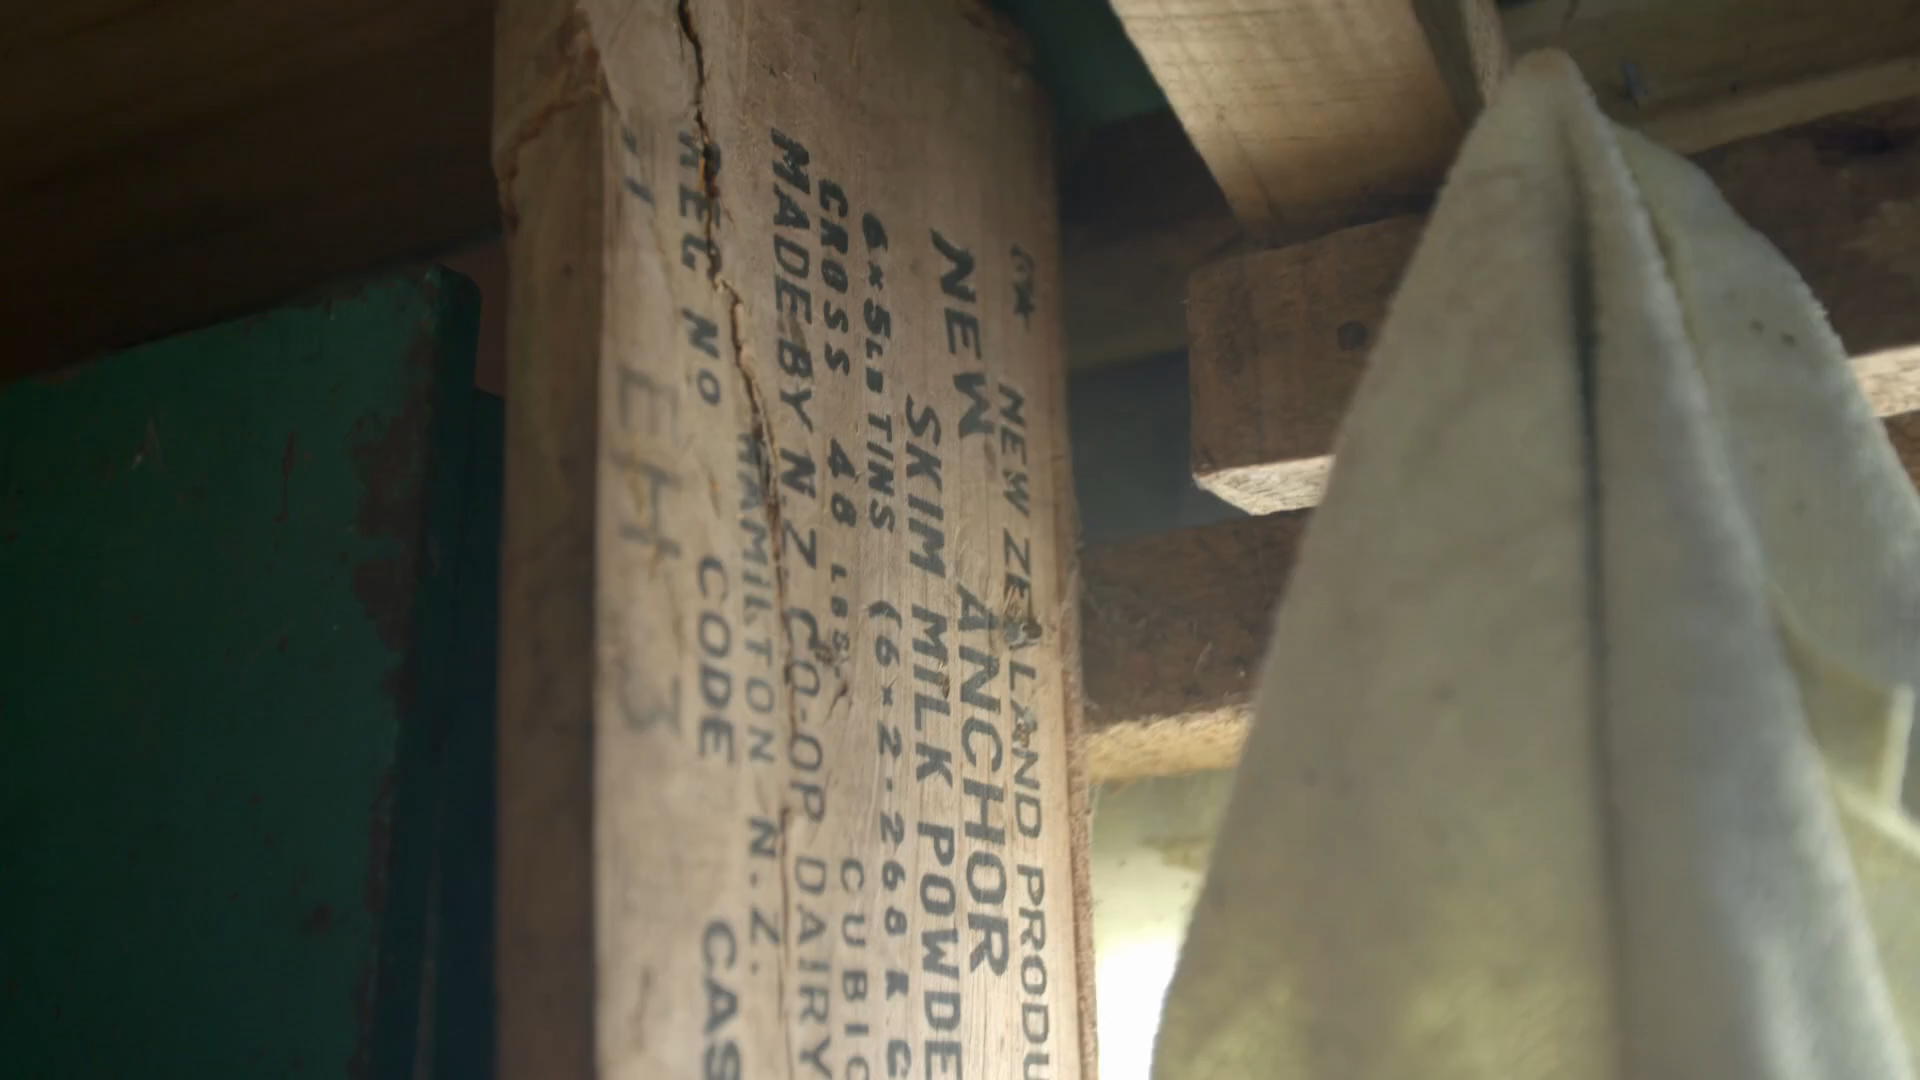 NEW ZEALAND PRODU
NEW ANCHOR
SKIM MILK POWDE
6×5LB TINS (6×2.268 K G
CROSS 48 LBS. CUBIC
MADE BY N.Z. CO-OP DAIRY
HAMILTON N.Z.
REG NO CODE CAS
EH3